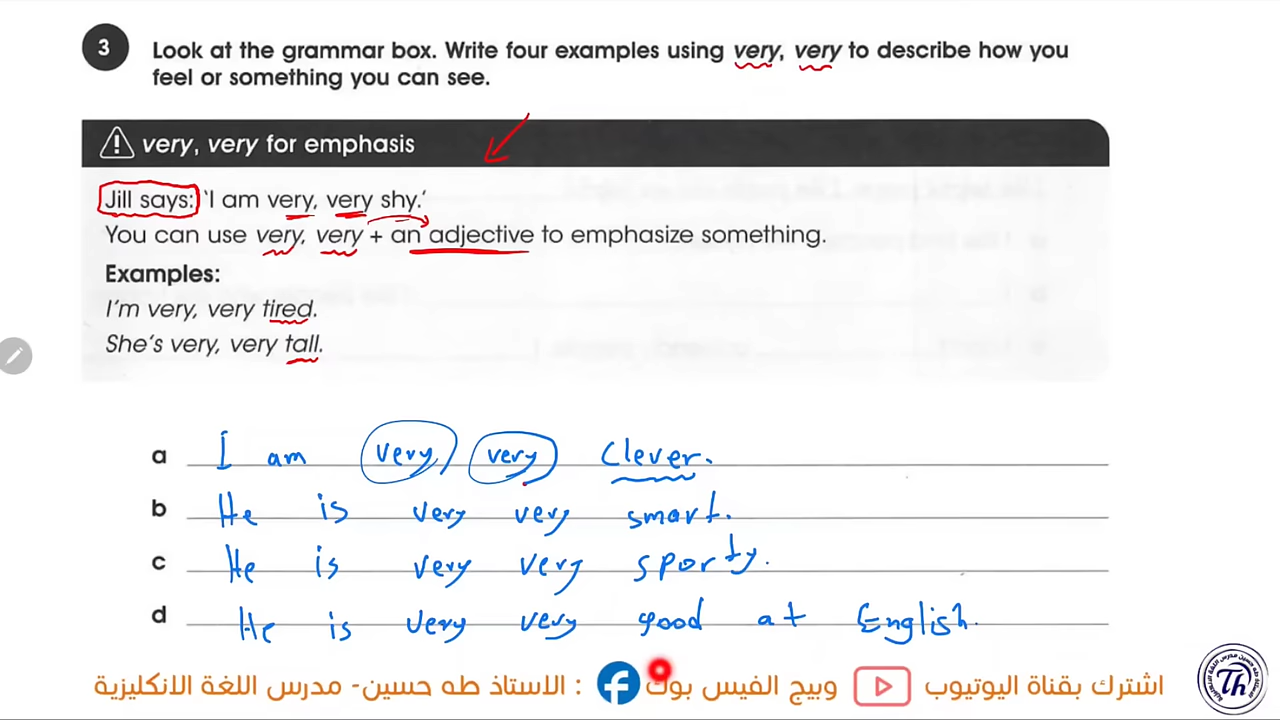 3 Look at the grammar box. Write four examples using very, very to describe how you
feel or something you can see.
very, very for emphasis
Jill says: 'I am very, very shy.'
You can use very, very + an adjective to emphasize something.
Examples:
I'm very, very tired.
She's very, very tall.
a I am very, very clever.
b He is very very smart.
c He is very very sporty.
d He is very very good at English.
اشترك بقناة اليوتيوب وبيج الفيس بوك : الاستاذ طه حسين- مدرس اللغة الانكليزية
Th